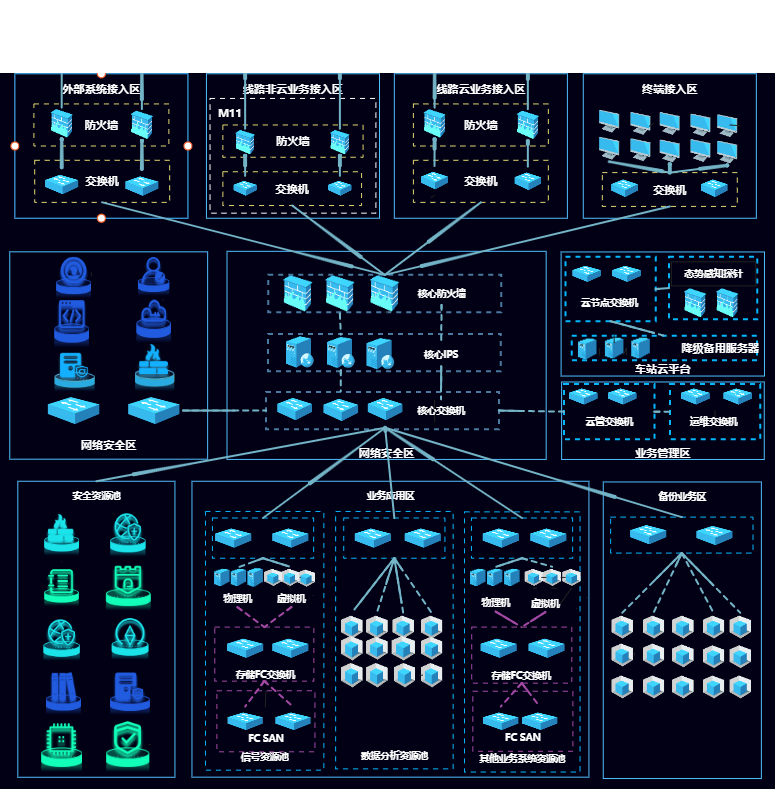 外部系统接入区
线路非云业务接入区
线路云业务接入区
终端接入区
M11
防火墙
防火墙
防火墙
交换机
交换机
交换机
交换机
核心防火墙
态势感知探针
云节点交换机
核心IPS
降级备用服务器
车站云平台
核心交换机
云管交换机
运维交换机
网络安全区
网络安全区
业务管理区
安全资源池
业务应用区
备份业务区
物理机
虚拟机
物理机
虚拟机
存储FC交换机
存储FC交换机
FC SAN
FC SAN
信号资源池
数据分析资源池
其他业务系统资源池